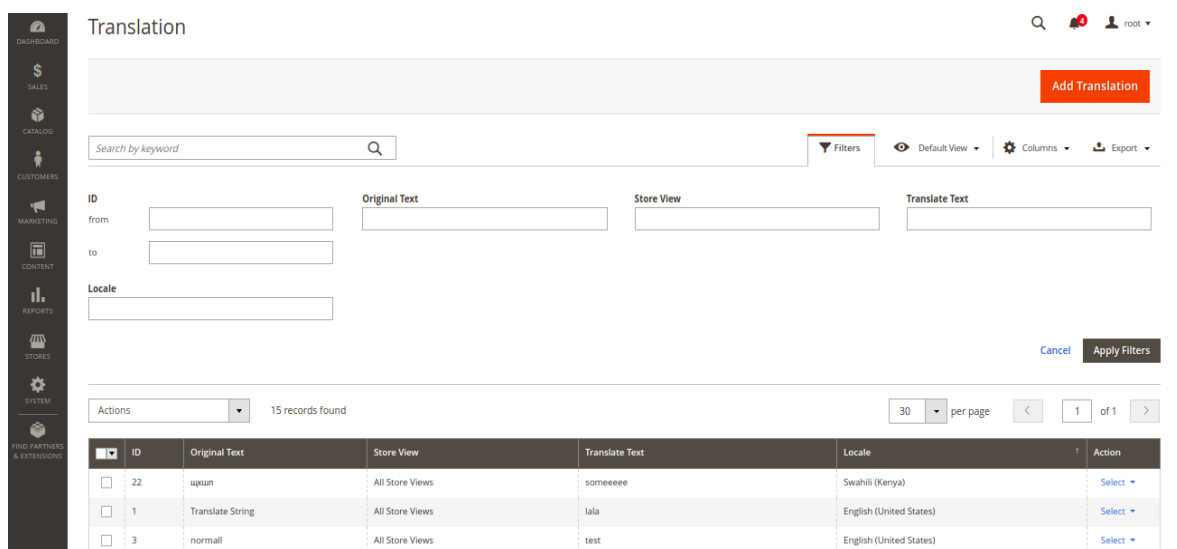 Translation
4
root
DASHBOARD
SALES
CATALOG
CUSTOMERS
MARKETING
CONTENT
REPORTS
STORES
SYSTEM
FIND PARTNERS
& EXTENSIONS
Add Translation
Search by keyword
Filters
Default View
Columns
Export
ID
from
to
Original Text
Store View
Translate Text
Locale
Cancel
Apply Filters
Actions
15 records found
30 per page
1 of 1
ID Original Text Store View Translate Text Locale ↑ Action
22 щкшп All Store Views someeeee Swahili (Kenya) Select
1 Translate String All Store Views lala English (United States) Select
3 normall All Store Views test English (United States) Select